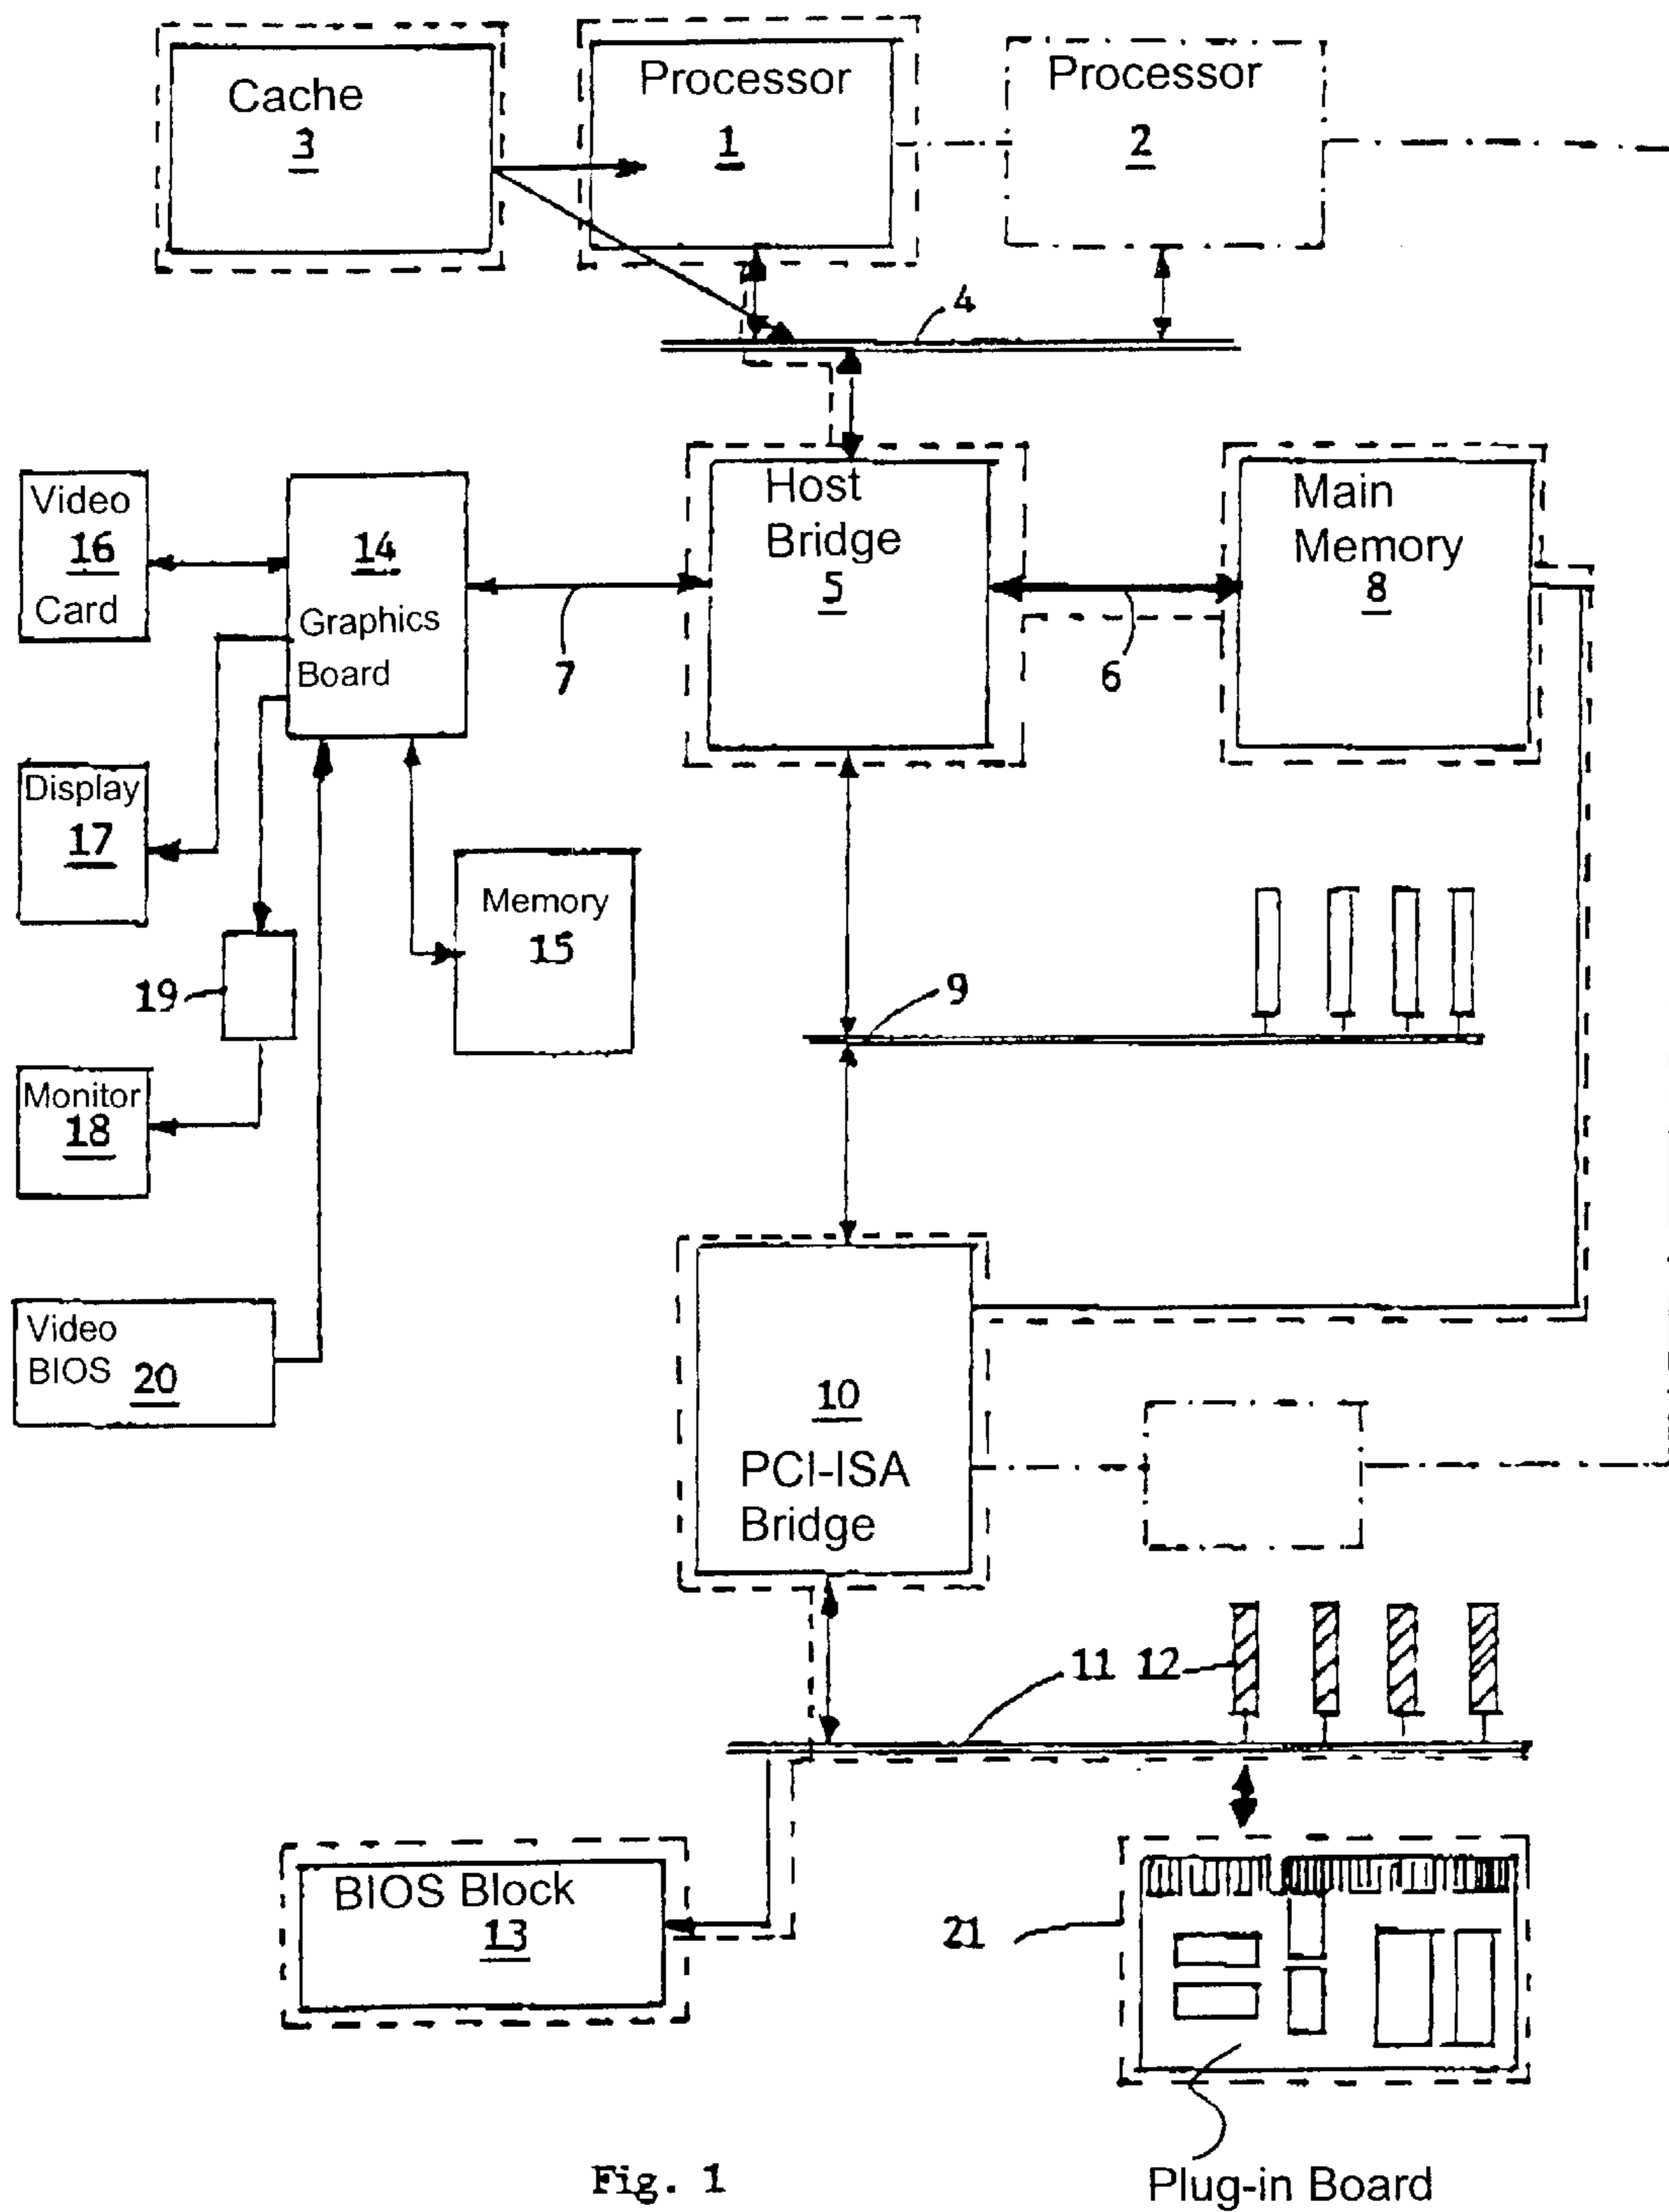 Cache
3
Processor
1
Processor
2
4
Video
16
Card
14
Graphics
Board
7
Host
Bridge
5
6
Main
Memory
8
Display
17
Memory
15
19
9
Monitor
18
Video
BIOS 20
10
PCI-ISA
Bridge
11 12
BIOS Block
13
21
Plug-in Board
Fig. 1